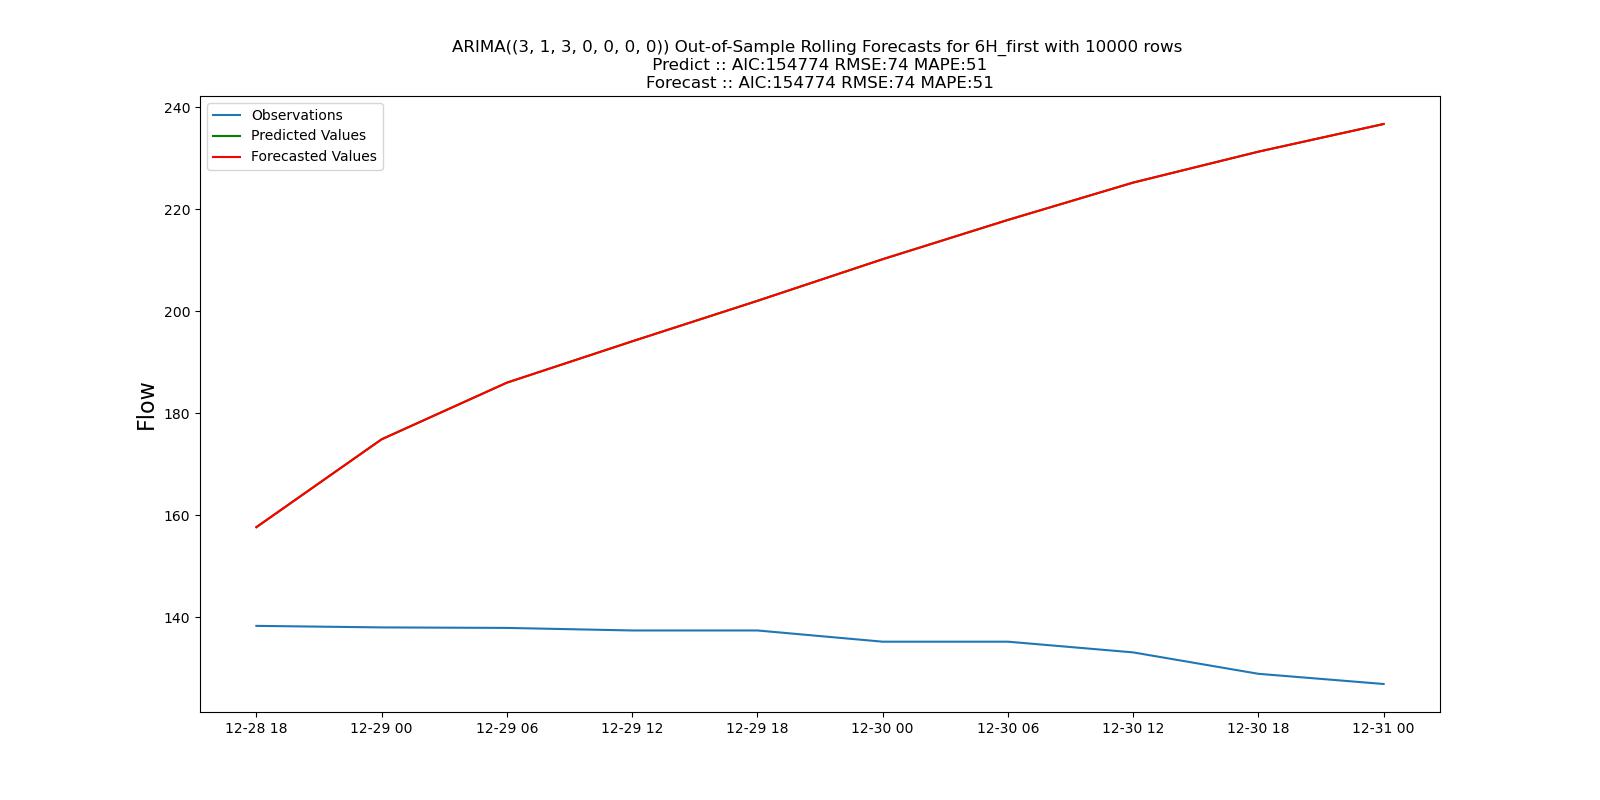 ARIMA((3, 1, 3, 0, 0, 0, 0)) Out-of-Sample Rolling Forecasts for 6H_first with 10000 rows
Predict :: AIC:154774 RMSE:74 MAPE:51
Forecast :: AIC:154774 RMSE:74 MAPE:51
Observations
Predicted Values
Forecasted Values
Flow
240
220
200
180
160
140
12-28 18
12-29 00
12-29 06
12-29 12
12-29 18
12-30 00
12-30 06
12-30 12
12-30 18
12-31 00